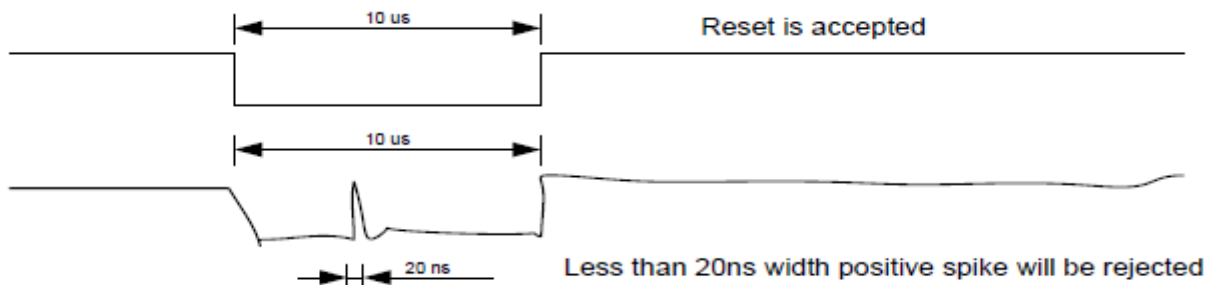 10 us
Reset is accepted
10 us
20 ns
Less than 20ns width positive spike will be rejected